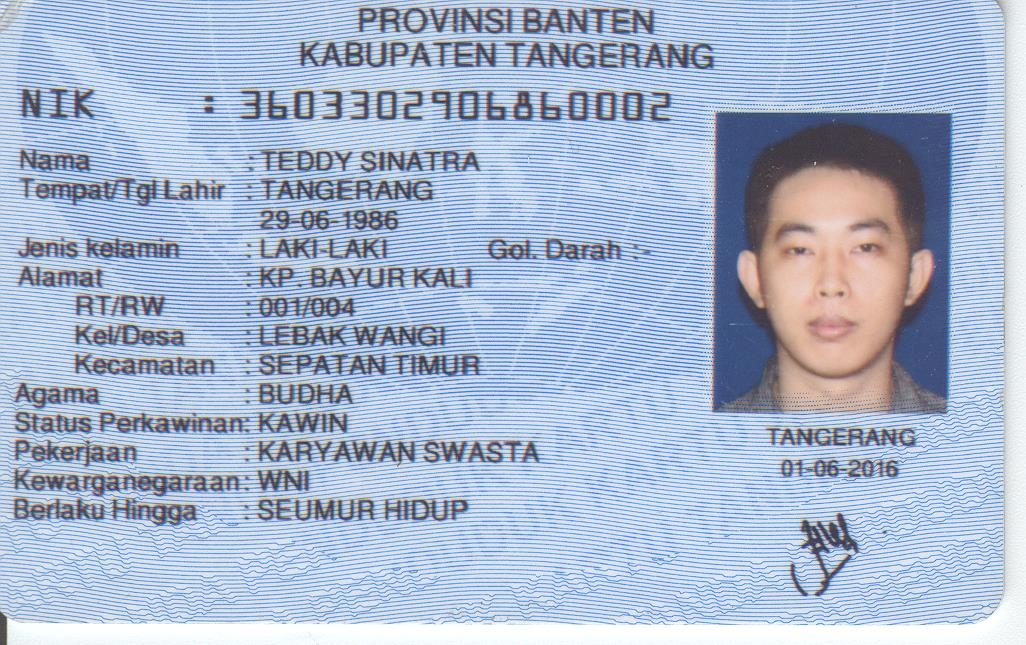 PROVINSI BANTEN
KABUPATEN TANGERANG
NIK : 3603302906860002
Nama : TEDDY SINATRA
Tempat/Tgl Lahir : TANGERANG
29-06-1986
Jenis kelamin : LAKI-LAKI Gol. Darah :-
Alamat : KP. BAYUR KALI
RT/RW : 001/004
Kel/Desa : LEBAK WANGI
Kecamatan : SEPATAN TIMUR
Agama : BUDHA
Status Perkawinan: KAWIN
Pekerjaan : KARYAWAN SWASTA
Kewarganegaraan: WNI
Berlaku Hingga : SEUMUR HIDUP
TANGERANG
01-06-2016